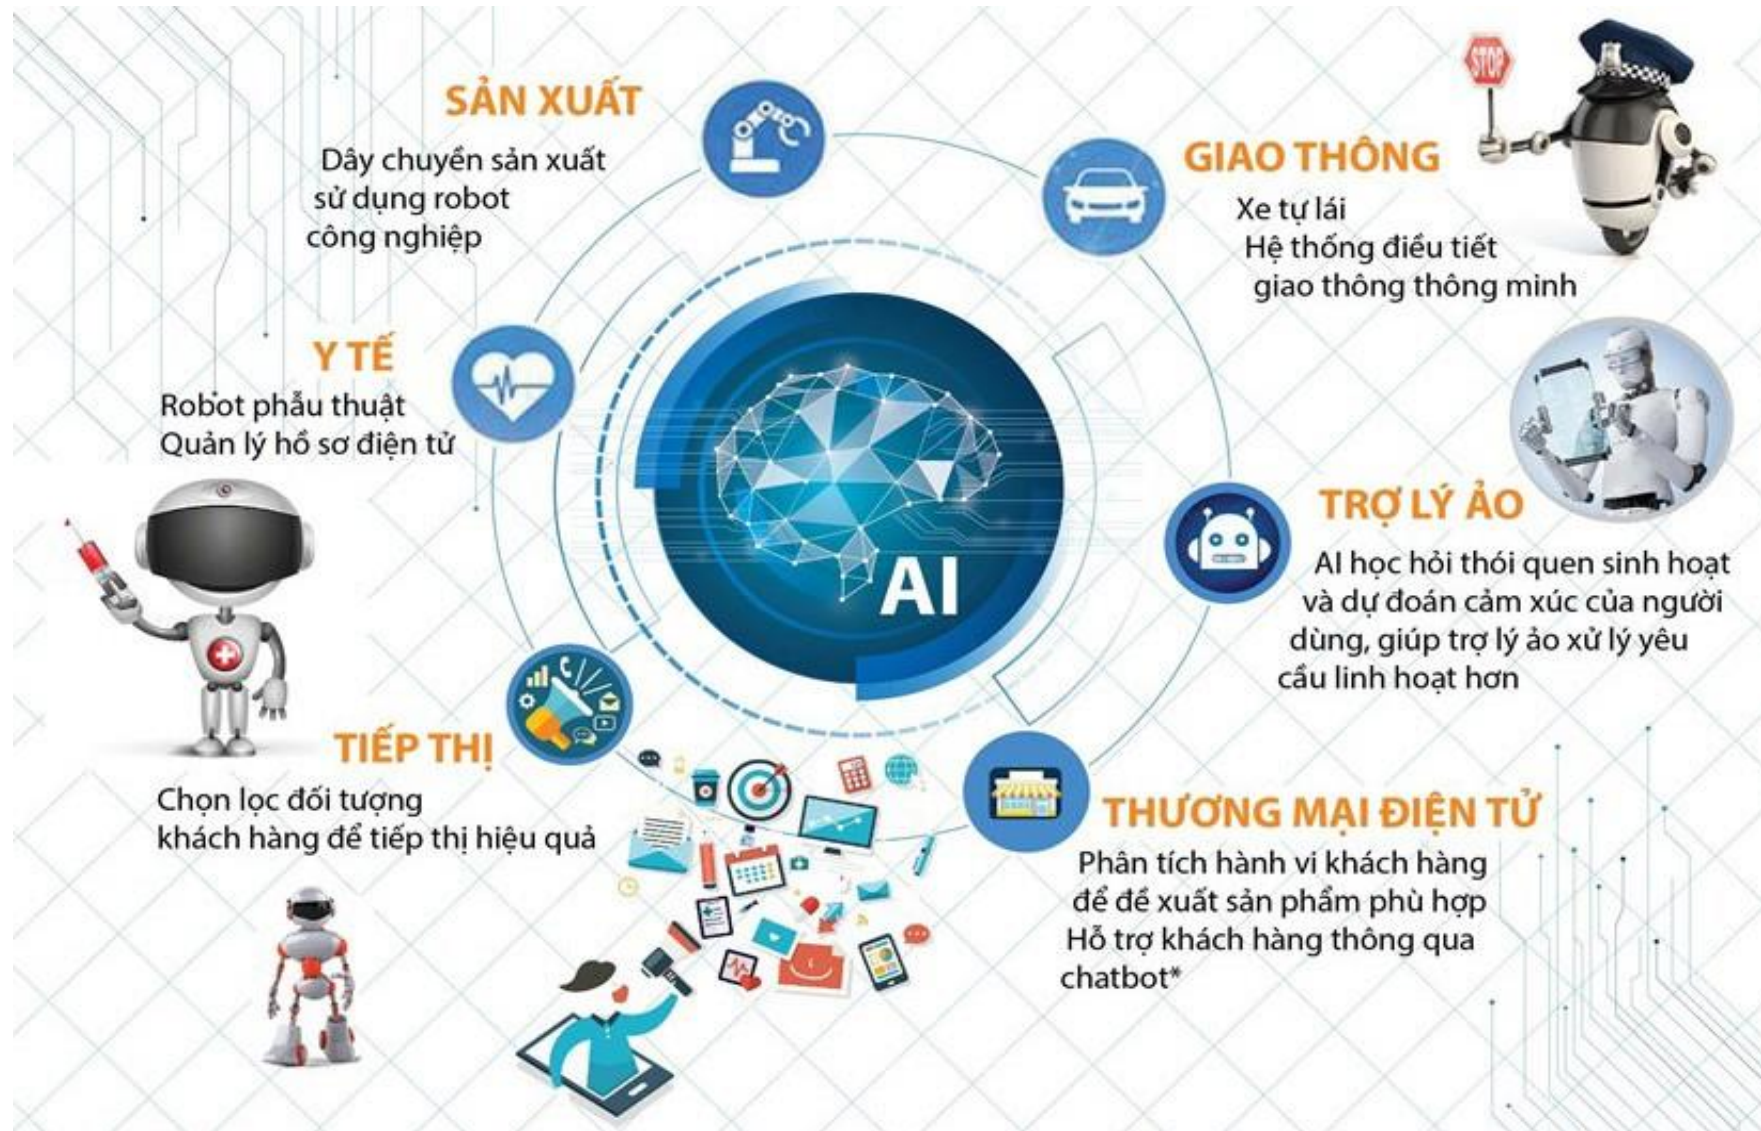 SẢN XUẤT
Dây chuyền sản xuất
sử dụng robot
công nghiệp
STOP
GIAO THÔNG
Xe tự lái
Hệ thống điều tiết
giao thông thông minh
Y TẾ
Robot phẫu thuật
Quản lý hồ sơ điện tử
AI
TRỢ LÝ ẢO
AI học hỏi thói quen sinh hoạt
và dự đoán cảm xúc của người
dùng, giúp trợ lý ảo xử lý yêu
cầu linh hoạt hơn
TIẾP THỊ
Chọn lọc đối tượng
khách hàng để tiếp thị hiệu quả
THƯƠNG MẠI ĐIỆN TỬ
Phân tích hành vi khách hàng
để đề xuất sản phẩm phù hợp
Hỗ trợ khách hàng thông qua
chatbot*